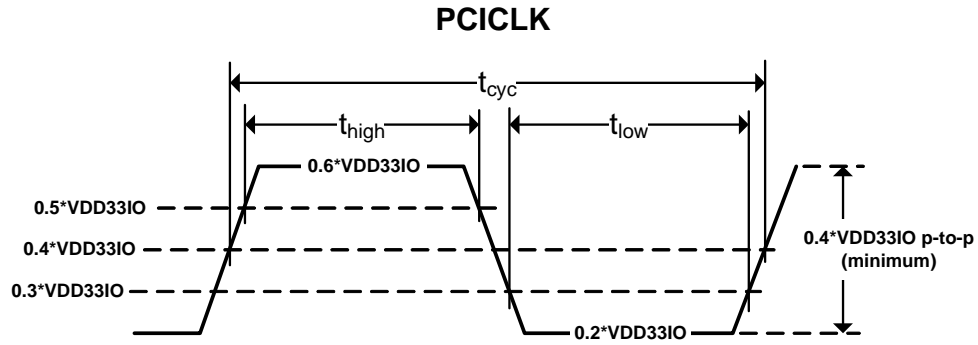 PCICLK
tcyc
thigh
tlow
0.6*VDD33IO
0.5*VDD33IO
0.4*VDD33IO
0.4*VDD33IO p-to-p
(minimum)
0.3*VDD33IO
0.2*VDD33IO